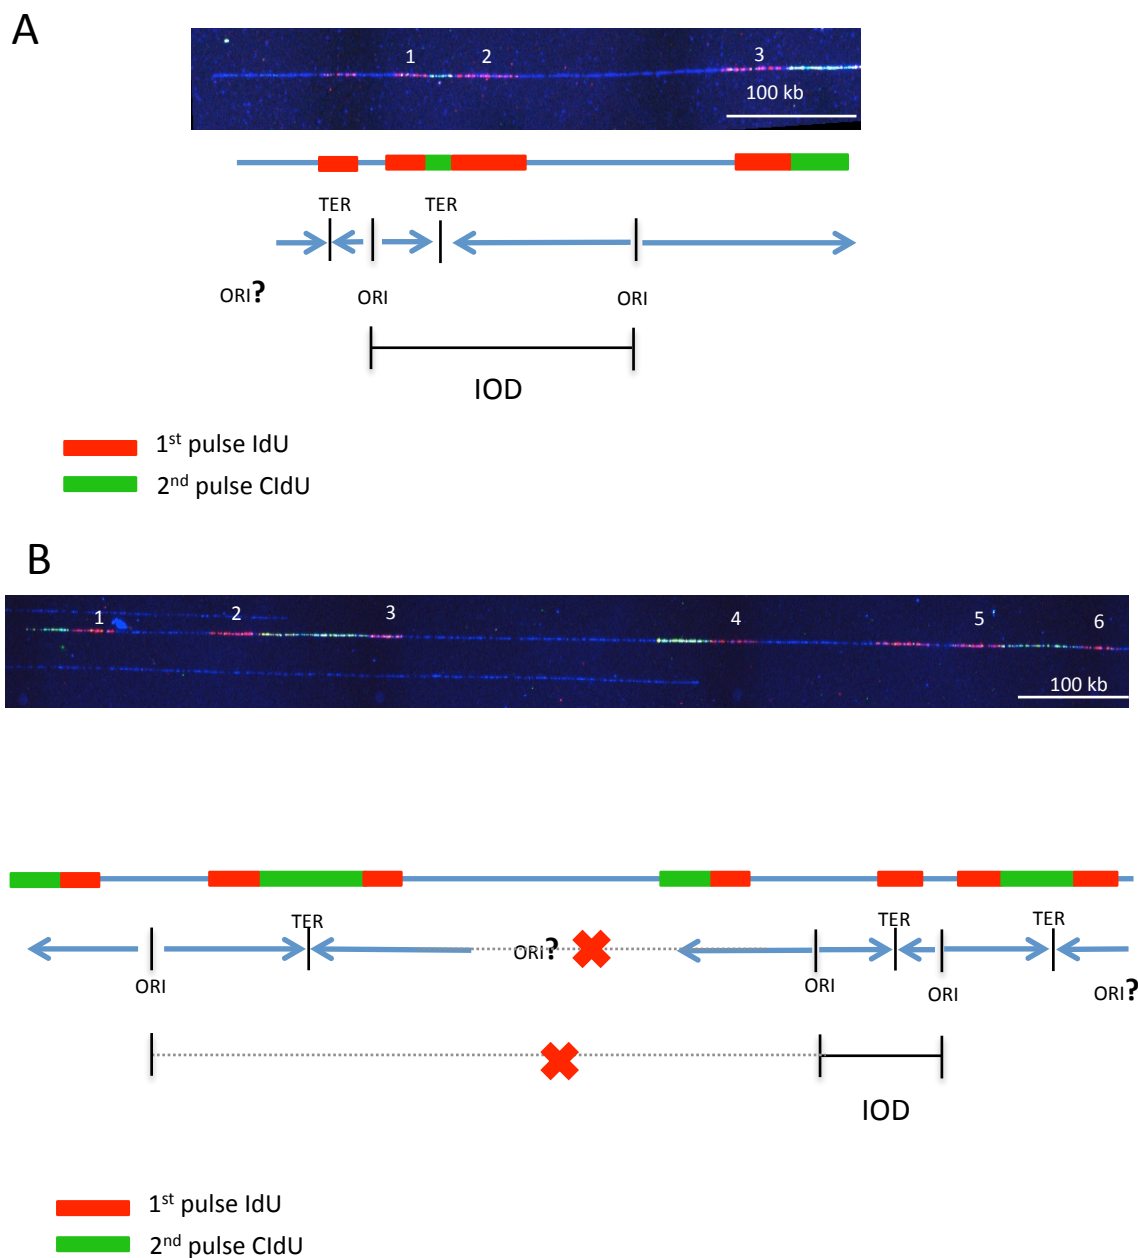 A
1 2 3
100 kb
TER TER
ORI? ORI ORI
IOD
1st pulse IdU
2nd pulse CldU
B
1 2 3 4 5 6
100 kb
TER TER TER
ORI?
ORI ORI ORI ORI?
IOD
1st pulse IdU
2nd pulse CldU